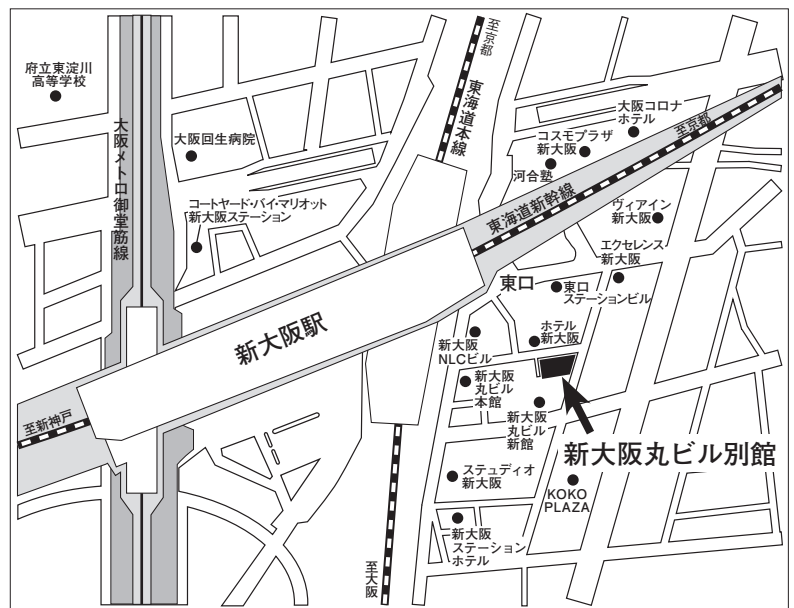 府立東淀川
高等学校
大阪メトロ御堂筋線
大阪回生病院
コートヤード・バイ・マリオット
新大阪ステーション
至京都
東海道本線
大阪コロナ
ホテル
コスモプラザ
新大阪
河合塾
至京都
東海道新幹線
ヴィアイン
新大阪
エクセレンス
新大阪
東口
東口
ステーションビル
新大阪駅
ホテル
新大阪
新大阪
NLCビル
新大阪
丸ビル
本館
新大阪
丸ビル
新館
新大阪丸ビル別館
至新神戸
ステュディオ
新大阪
KOKO
PLAZA
新大阪
ステーション
ホテル
至大阪